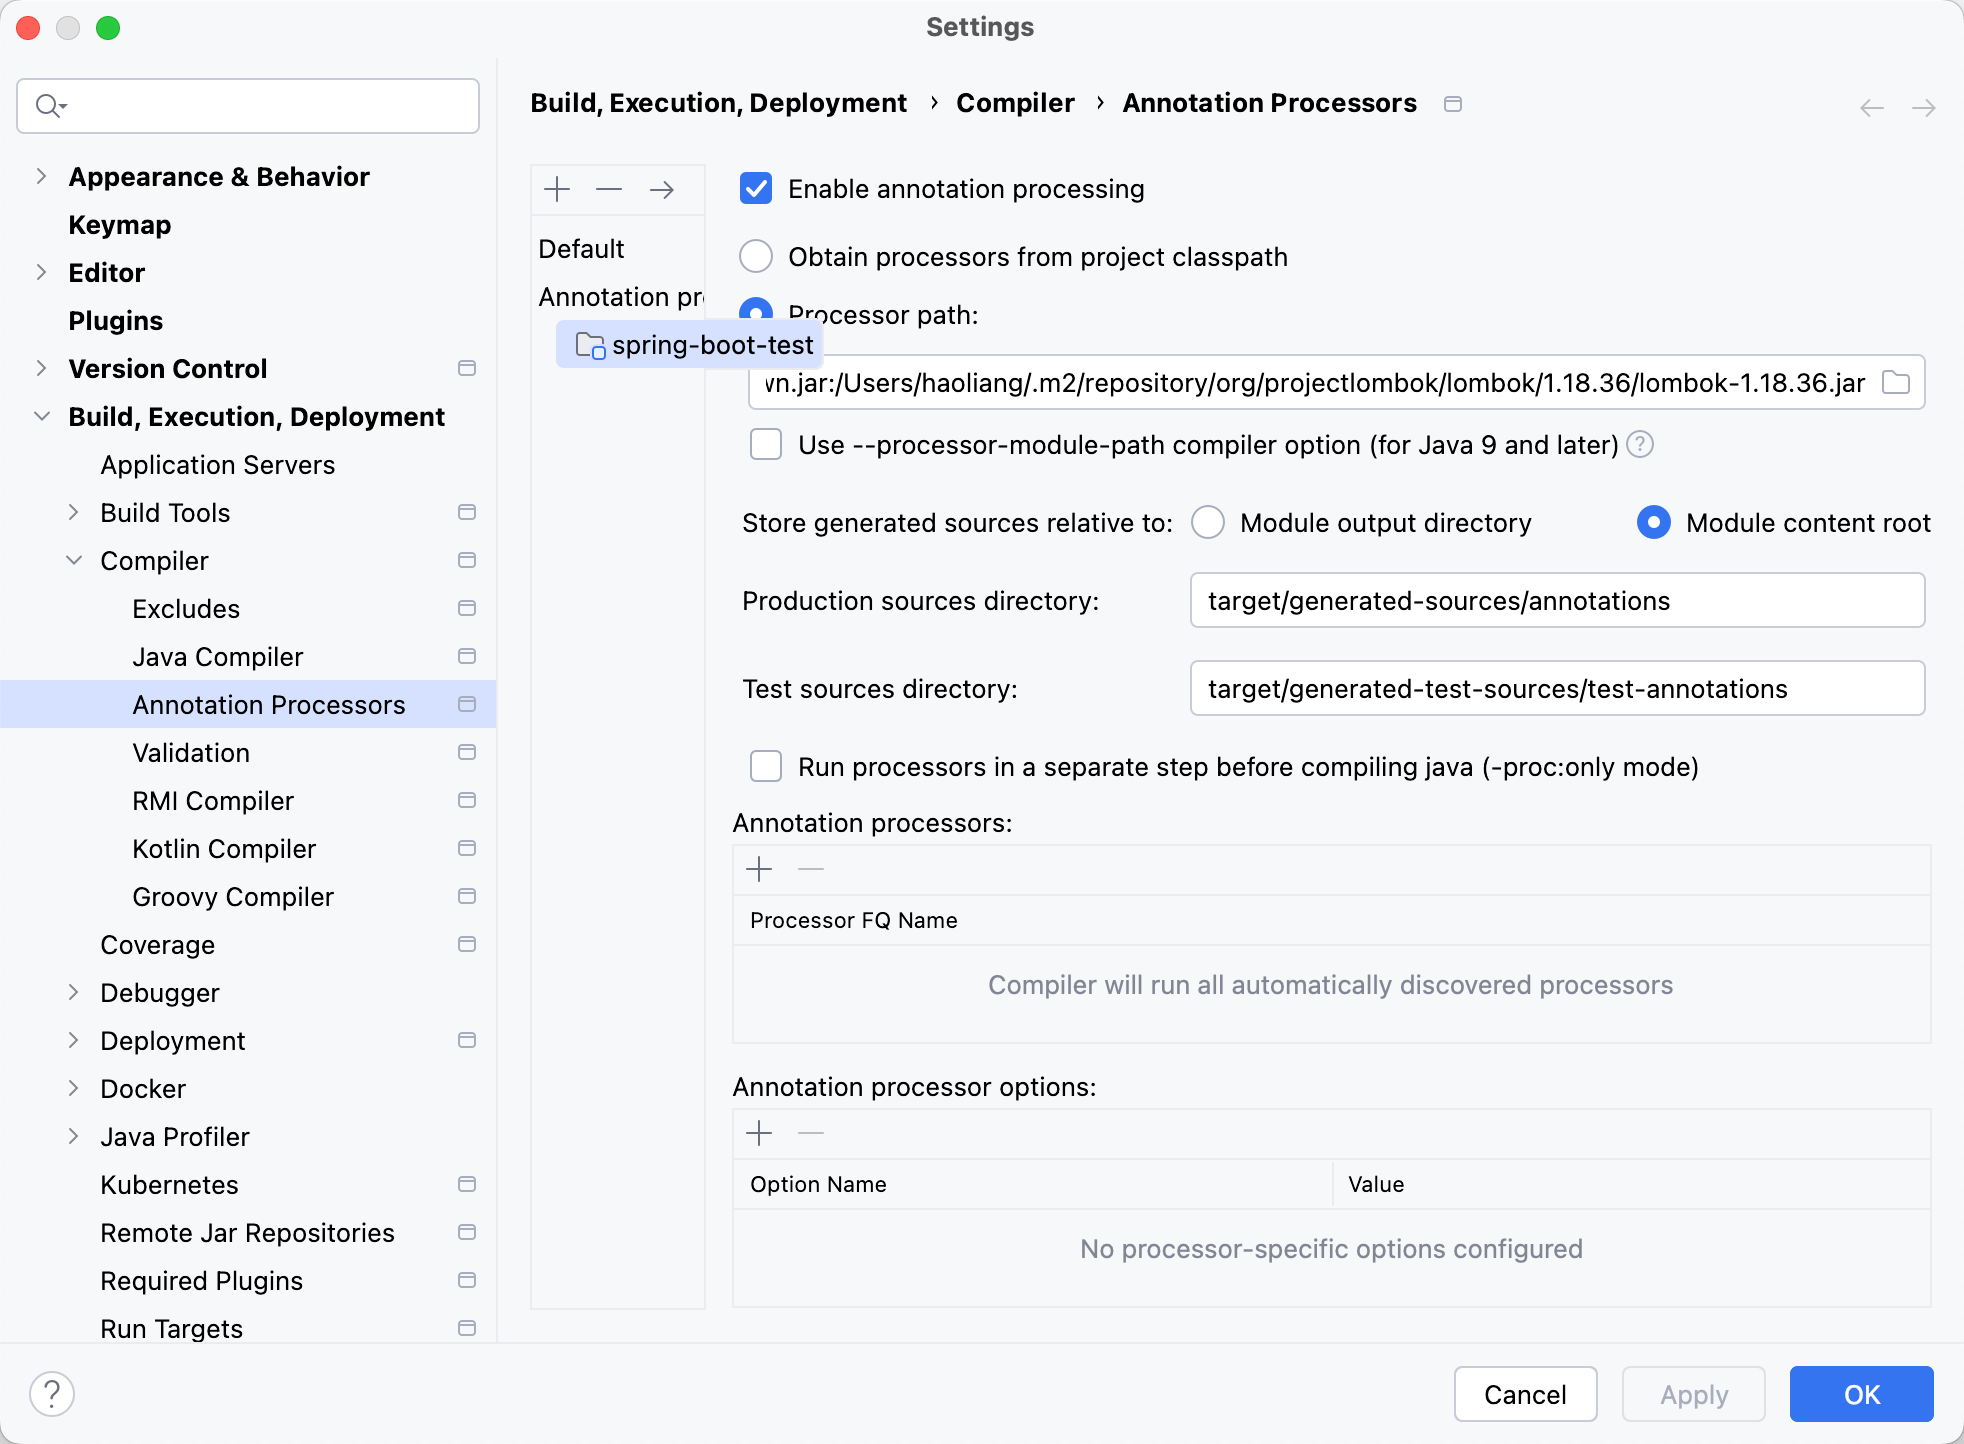 Settings
Appearance & Behavior
Keymap
Editor
Plugins
Version Control
Build, Execution, Deployment
Application Servers
Build Tools
Compiler
Excludes
Java Compiler
Annotation Processors
Validation
RMI Compiler
Kotlin Compiler
Groovy Compiler
Coverage
Debugger
Deployment
Docker
Java Profiler
Kubernetes
Remote Jar Repositories
Required Plugins
Run Targets
Build, Execution, Deployment › Compiler › Annotation Processors
Default
Annotation pr
spring-boot-test
Enable annotation processing
Obtain processors from project classpath
Processor path:
wn.jar:/Users/haoliang/.m2/repository/org/projectlombok/lombok/1.18.36/lombok-1.18.36.jar
Use --processor-module-path compiler option (for Java 9 and later) ?
Store generated sources relative to: Module output directory Module content root
Production sources directory: target/generated-sources/annotations
Test sources directory: target/generated-test-sources/test-annotations
Run processors in a separate step before compiling java (-proc:only mode)
Annotation processors:
Processor FQ Name
Compiler will run all automatically discovered processors
Annotation processor options:
Option Name Value
No processor-specific options configured
? Cancel Apply OK